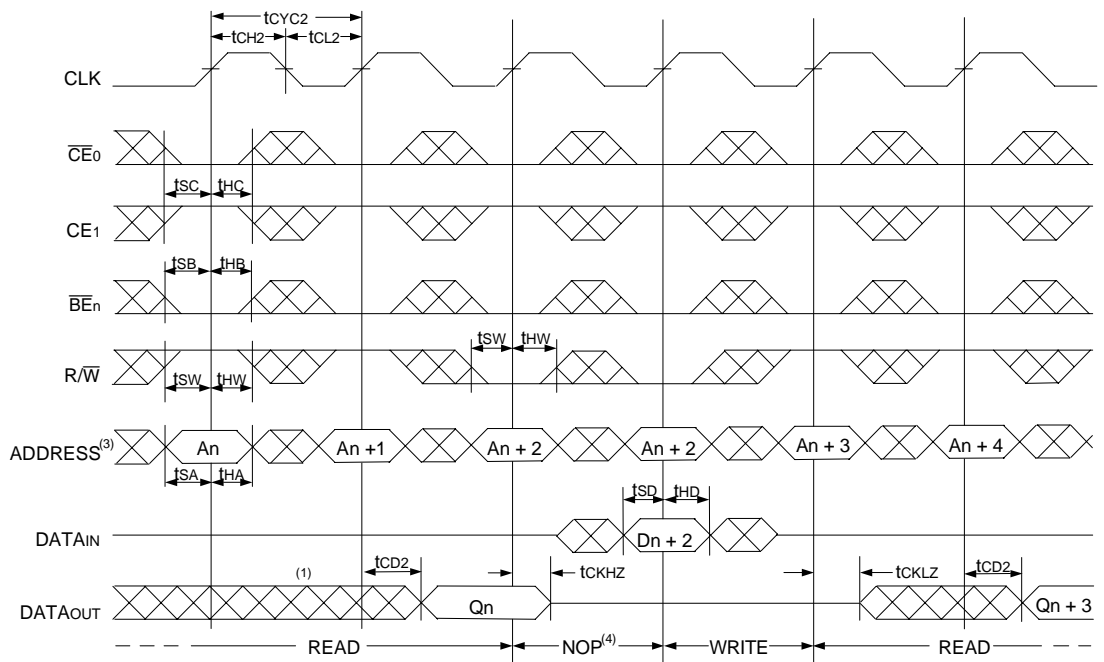 tCYC2
tCH2 tCL2
CLK
CE0
tSC tHC
CE1
tSB tHB
BEn
tSW tHW
R/W
tSW tHW
ADDRESS(3) An An +1 An + 2 An + 2 An + 3 An + 4
tSA tHA
tSD tHD
DATAIN Dn + 2
(1) tCD2 tCKHZ tCKLZ tCD2
DATAOUT Qn Qn + 3
READ NOP(4) WRITE READ